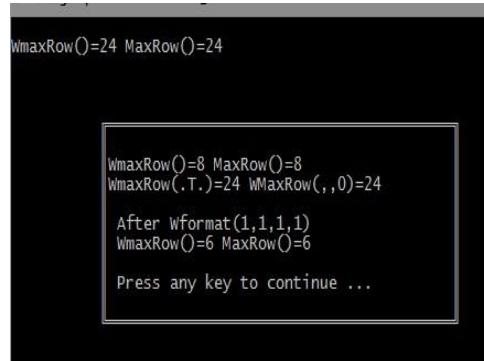 WmaxRow()=24 MaxRow()=24
WmaxRow()=8 MaxRow()=8
WmaxRow(.T.)=24 WMaxRow(,,0)=24
After Wformat(1,1,1,1)
WmaxRow()=6 MaxRow()=6
Press any key to continue ...